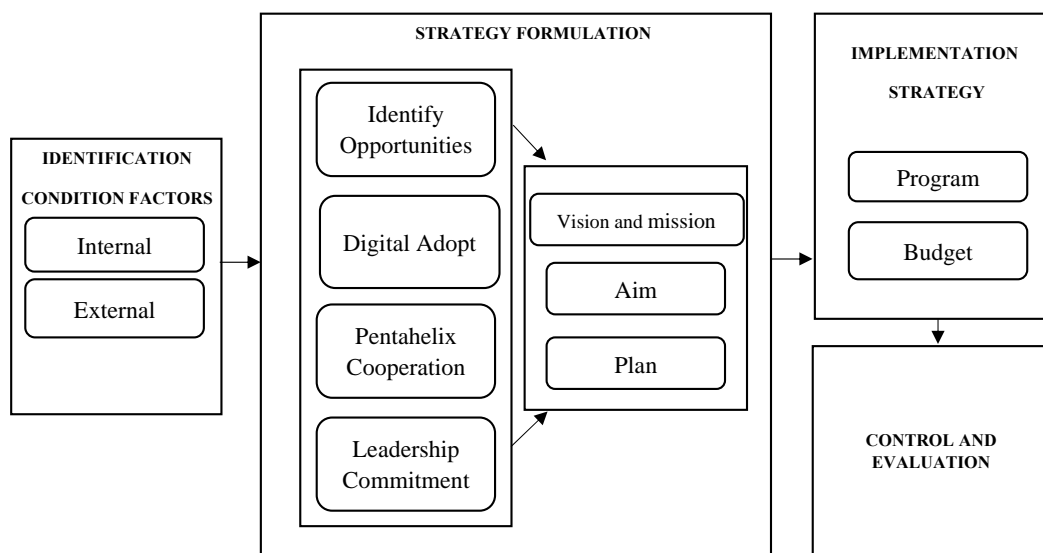 IDENTIFICATION
CONDITION FACTORS
Internal
External
STRATEGY FORMULATION
Identify
Opportunities
Digital Adopt
Pentahelix
Cooperation
Leadership
Commitment
Vision and mission
Aim
Plan
IMPLEMENTATION
STRATEGY
Program
Budget
CONTROL AND
EVALUATION